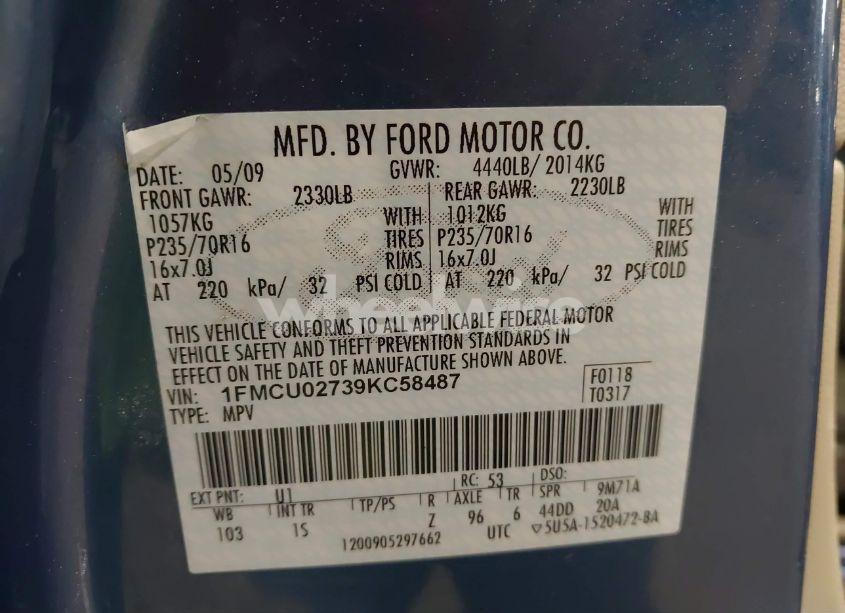 MFD. BY FORD MOTOR CO.
DATE: 05/09 GVWR: 4440LB/ 2014KG
FRONT GAWR: 2330LB REAR GAWR: 2230LB
1057KG WITH 1012KG WITH
P235/70R16 TIRES P235/70R16 TIRES
16x7.0J RIMS 16x7.0J RIMS
AT 220 kPa/ 32 PSI COLD AT 220 kPa/ 32 PSI COLD
wheelwire
THIS VEHICLE CONFORMS TO ALL APPLICABLE FEDERAL MOTOR
VEHICLE SAFETY AND THEFT PREVENTION STANDARDS IN
EFFECT ON THE DATE OF MANUFACTURE SHOWN ABOVE.
VIN: 1FMCU02739KC58487 F0118
TYPE: MPV T0317
EXT PNT: U1 RC: 53 DSO:
WB INT TR TP/PS R AXLE TR SPR 9M71A
103 1S Z 96 6 44DD 20A
1200905297662 UTC ▽5U5A-1520472-BA